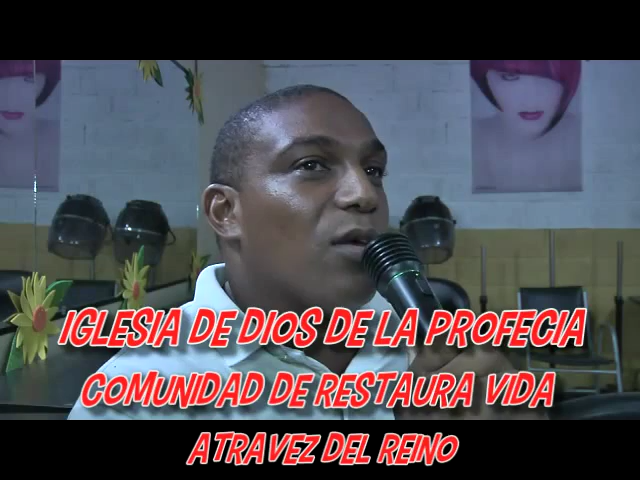 IGLESIA DE DIOS DE LA PROFECIA
COMUNIDAD DE RESTAURA VIDA
ATRAVEZ DEL REINO